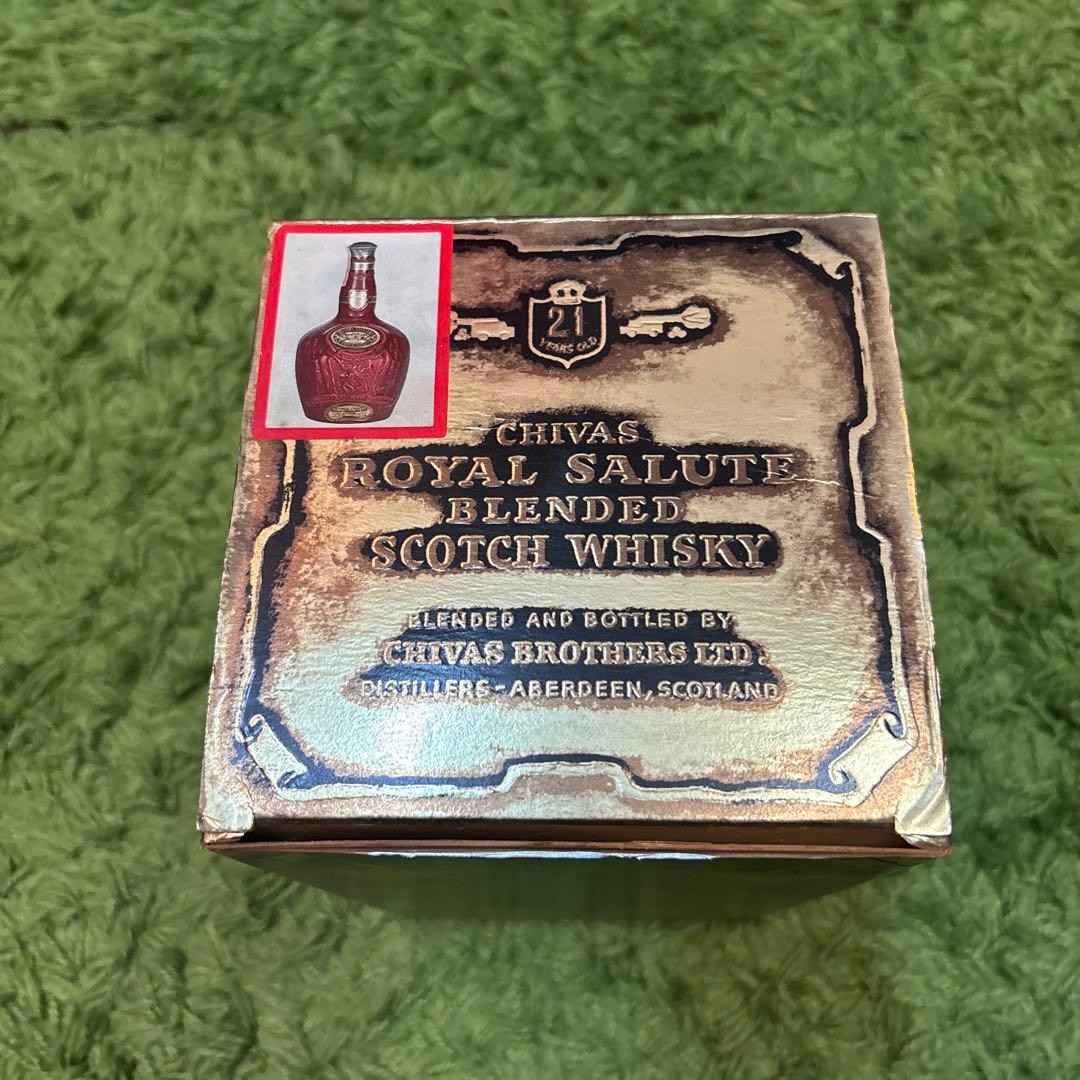 21
YEARS OLD
CHIVAS
ROYAL SALUTE
BLENDED
SCOTCH WHISKY
BLENDED AND BOTTLED BY
CHIVAS BROTHERS LTD.
DISTILLERS-ABERDEEN, SCOTLAND